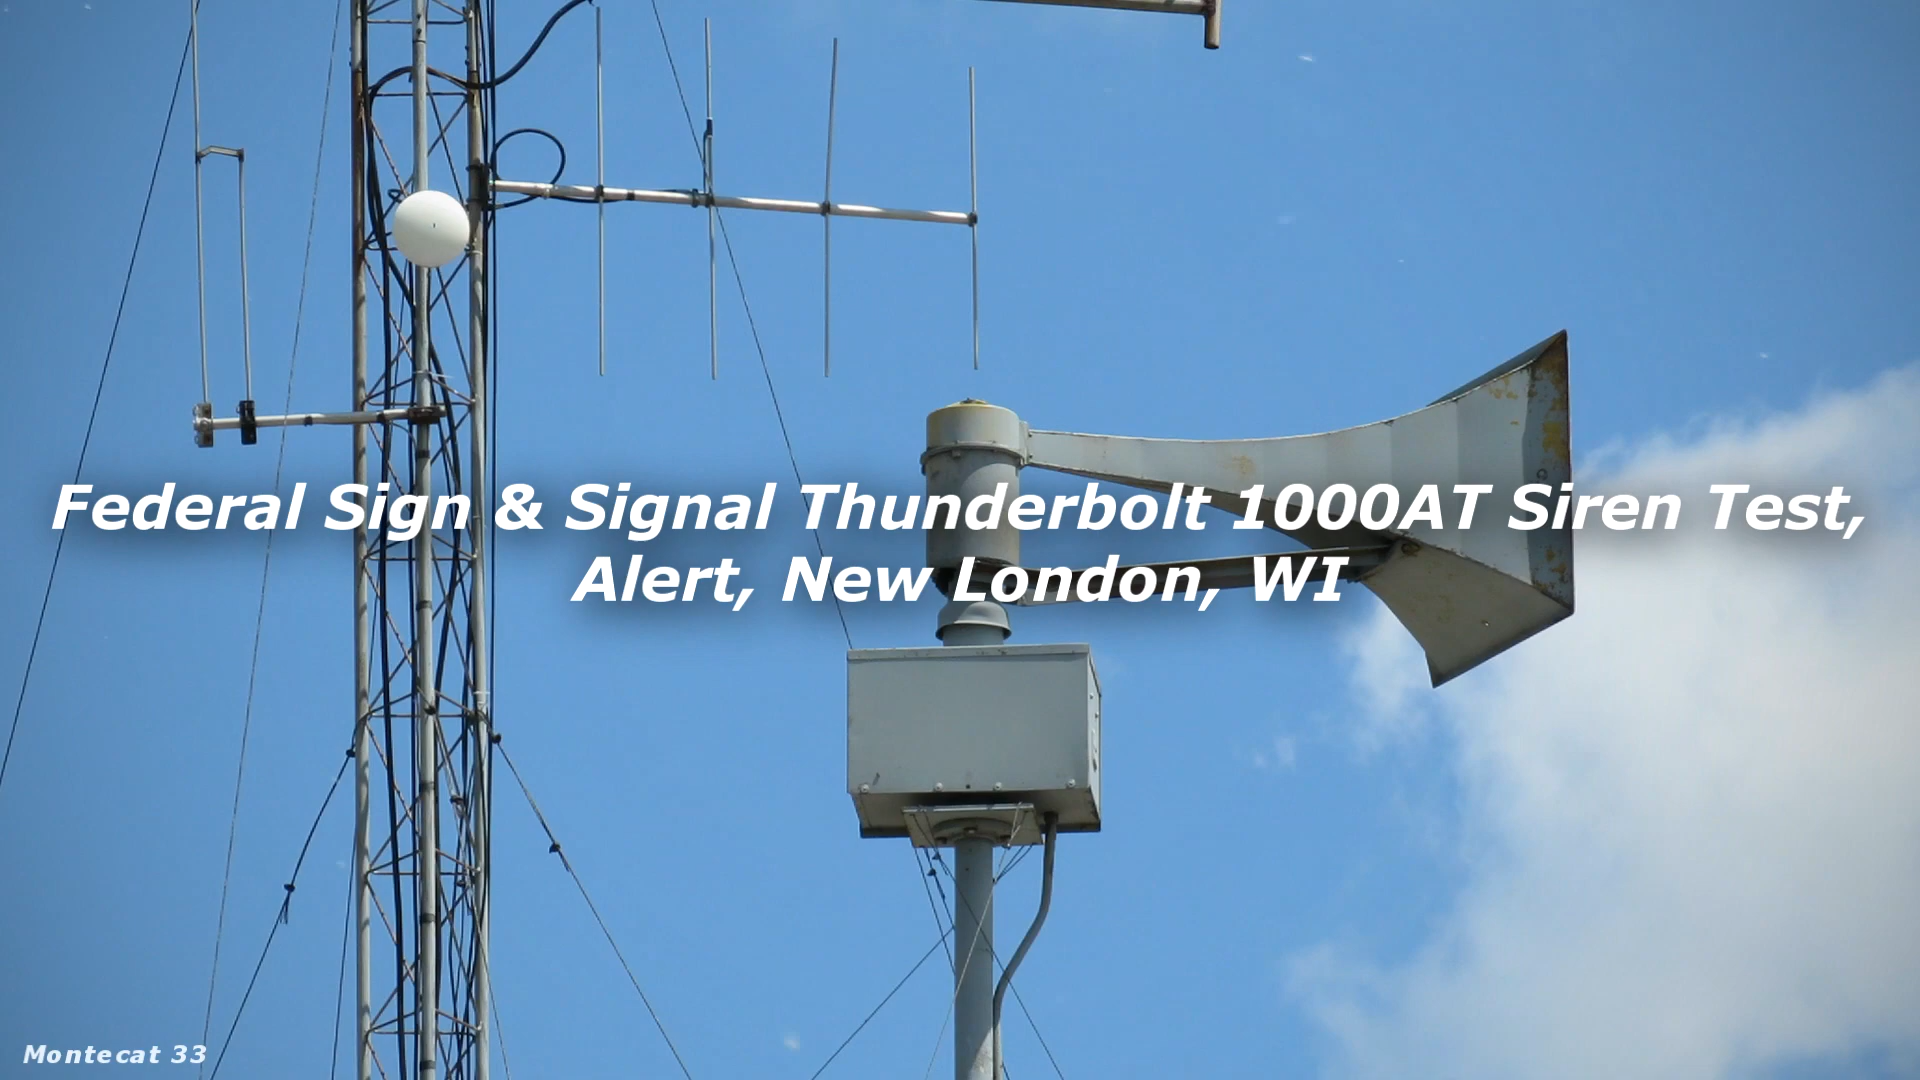 Federal Sign & Signal Thunderbolt 1000AT Siren Test,
Alert, New London, WI
Montecat 33